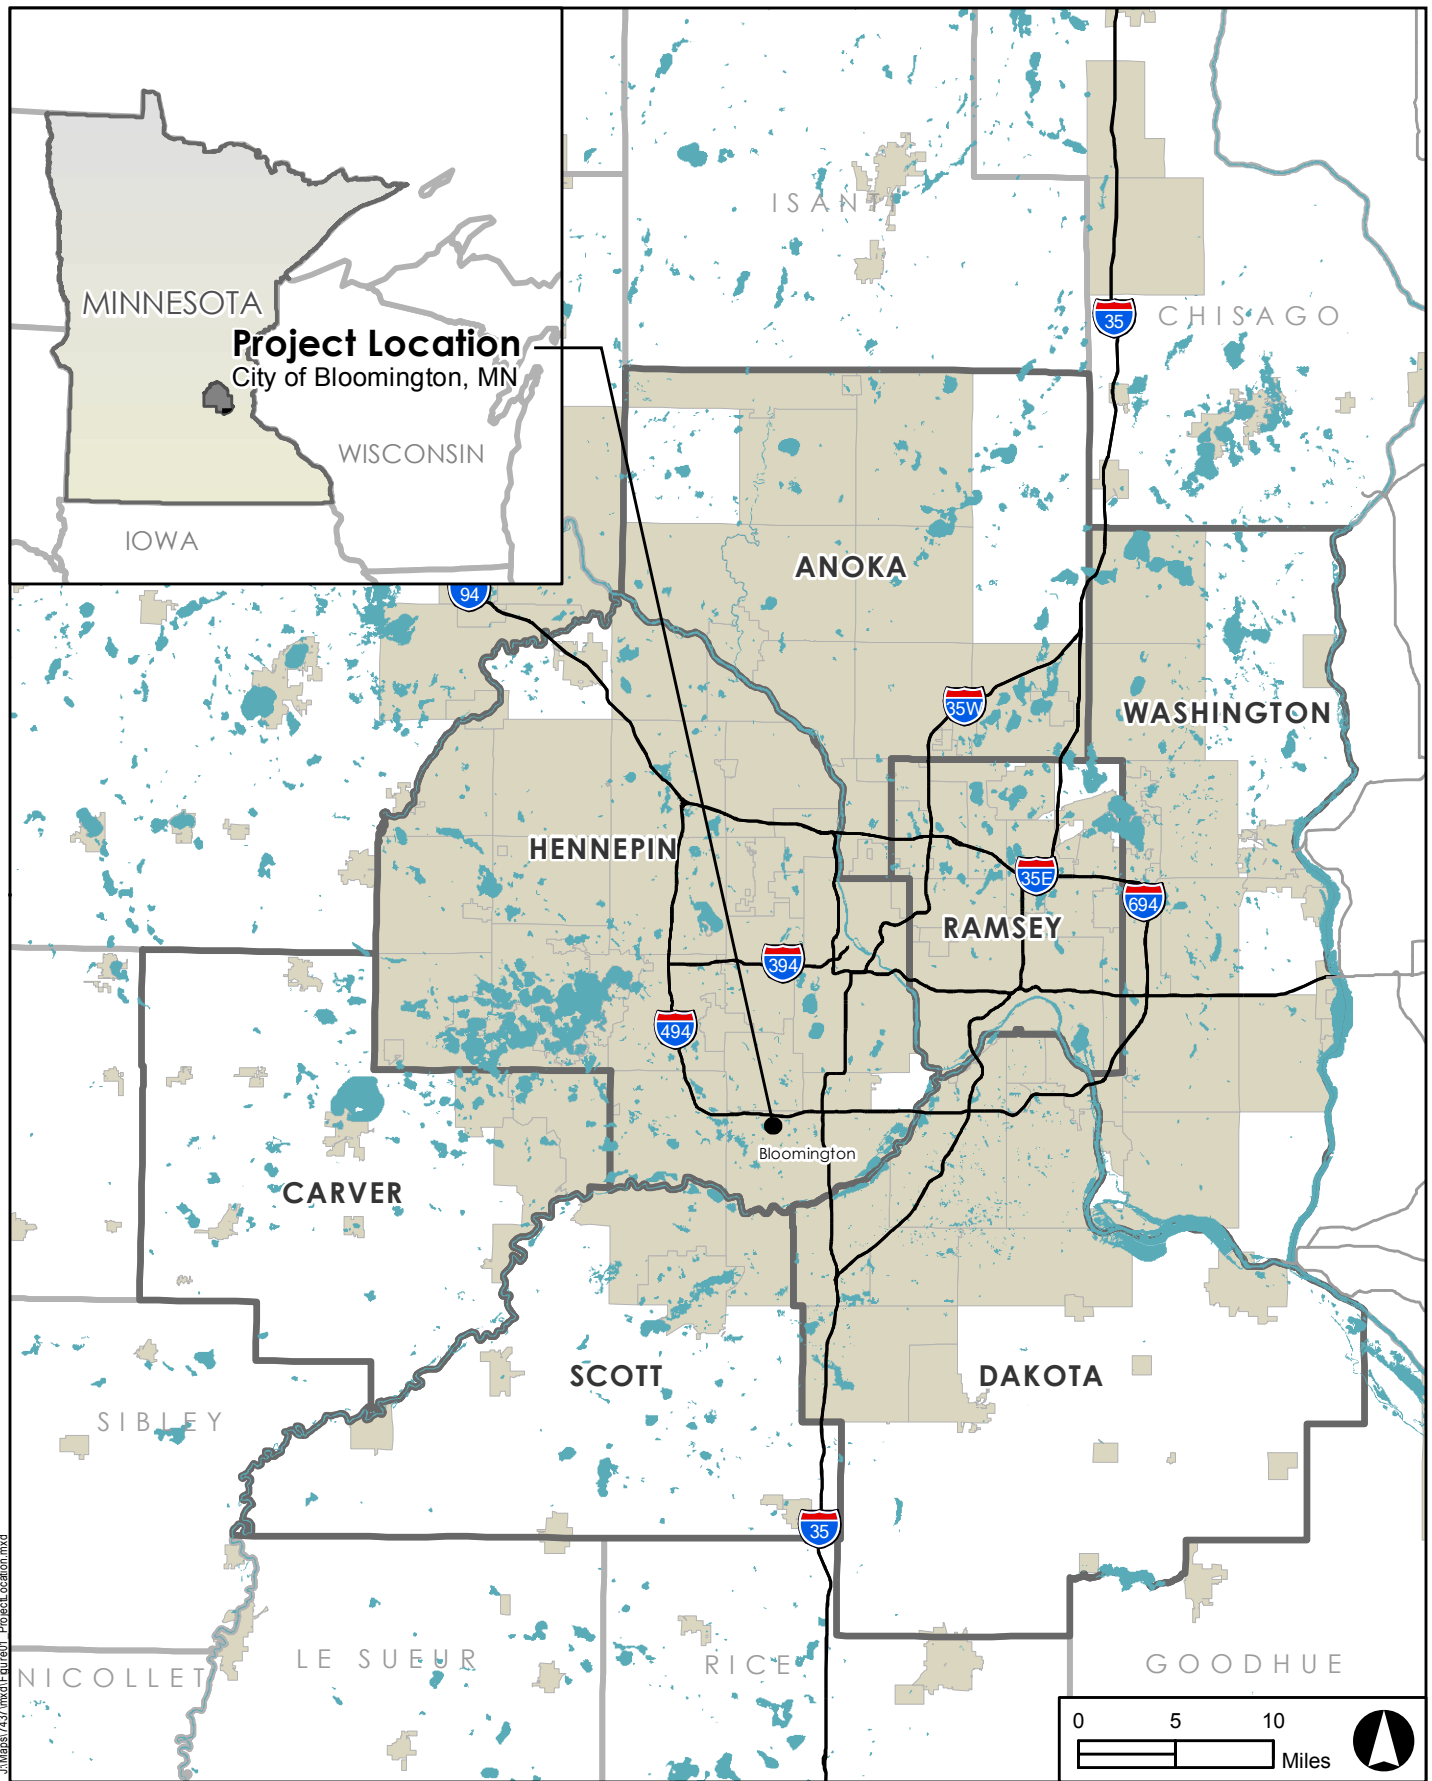 MINNESOTA
Project Location
City of Bloomington, MN
WISCONSIN
IOWA
ISANTI
35
CHISAGO
ANOKA
94
35W
WASHINGTON
HENNEPIN
35E
694
RAMSEY
394
494
Bloomington
CARVER
SCOTT
DAKOTA
SIBLEY
35
LE SUEUR
RICE
GOODHUE
NICOLLET
0 5 10
Miles